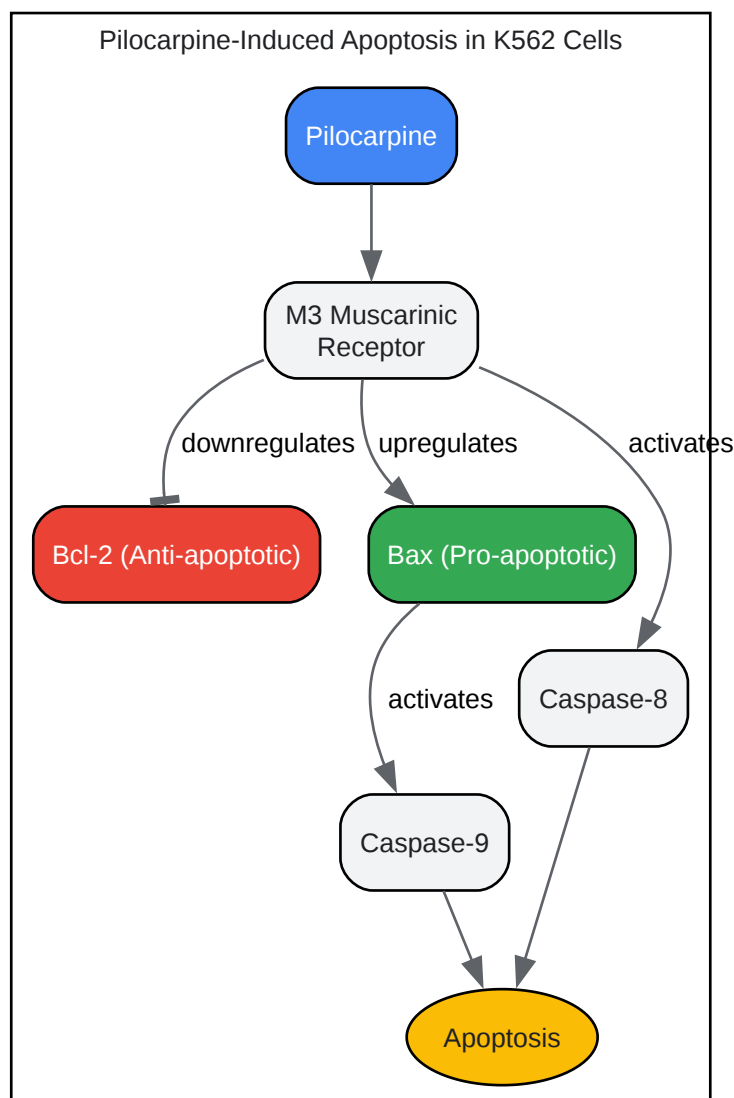 Pilocarpine-Induced Apoptosis in K562 Cells
Pilocarpine
M3 Muscarinic
Receptor
downregulates
upregulates
activates
Bcl-2 (Anti-apoptotic)
Bax (Pro-apoptotic)
activates
Caspase-8
Caspase-9
Apoptosis